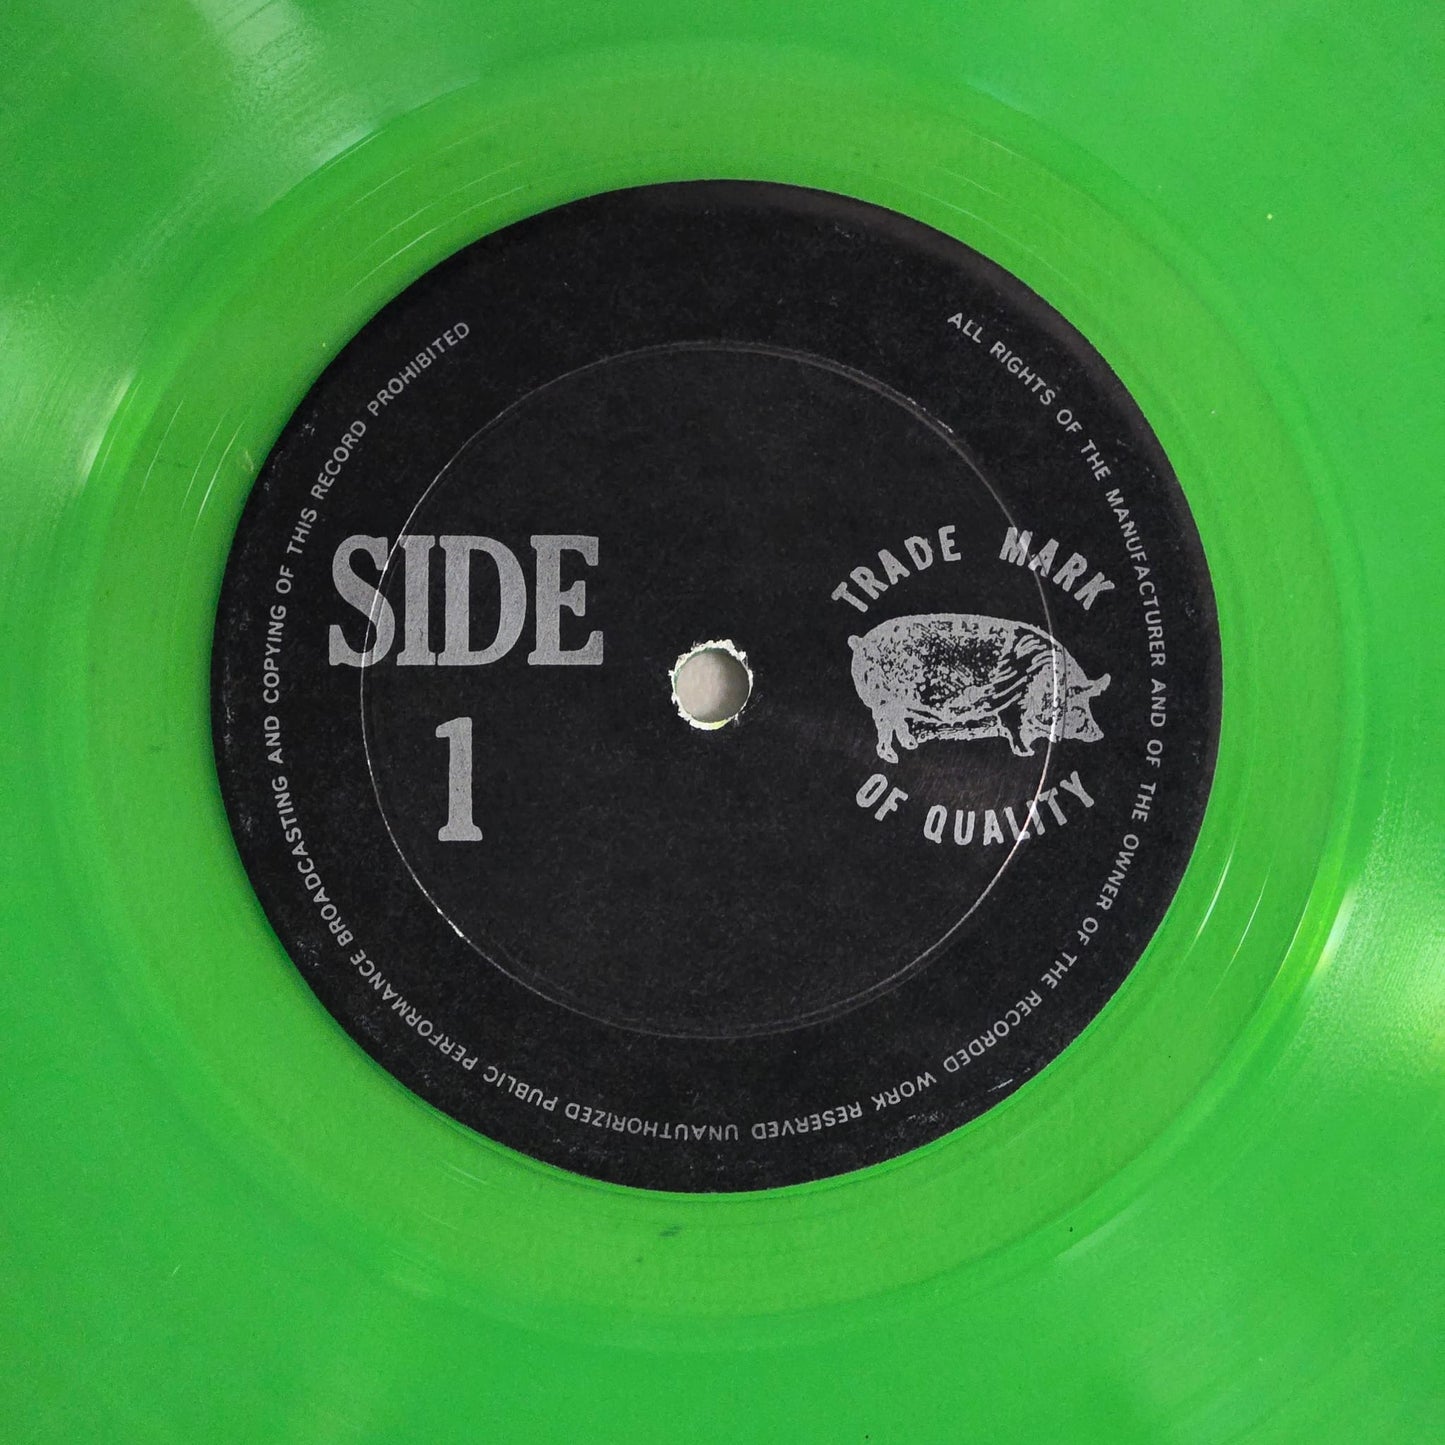 SIDE
1
TRADE MARK
OF QUALITY
ALL RIGHTS OF THE MANUFACTURER AND OF THE OWNER OF THE RECORDED WORK RESERVED UNAUTHORIZED PUBLIC PERFORMANCE BROADCASTING AND COPYING OF THIS RECORD PROHIBITED